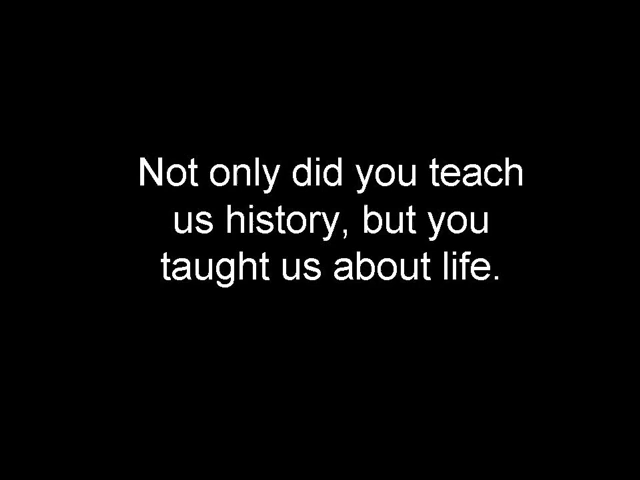 Not only did you teach
us history, but you
taught us about life.